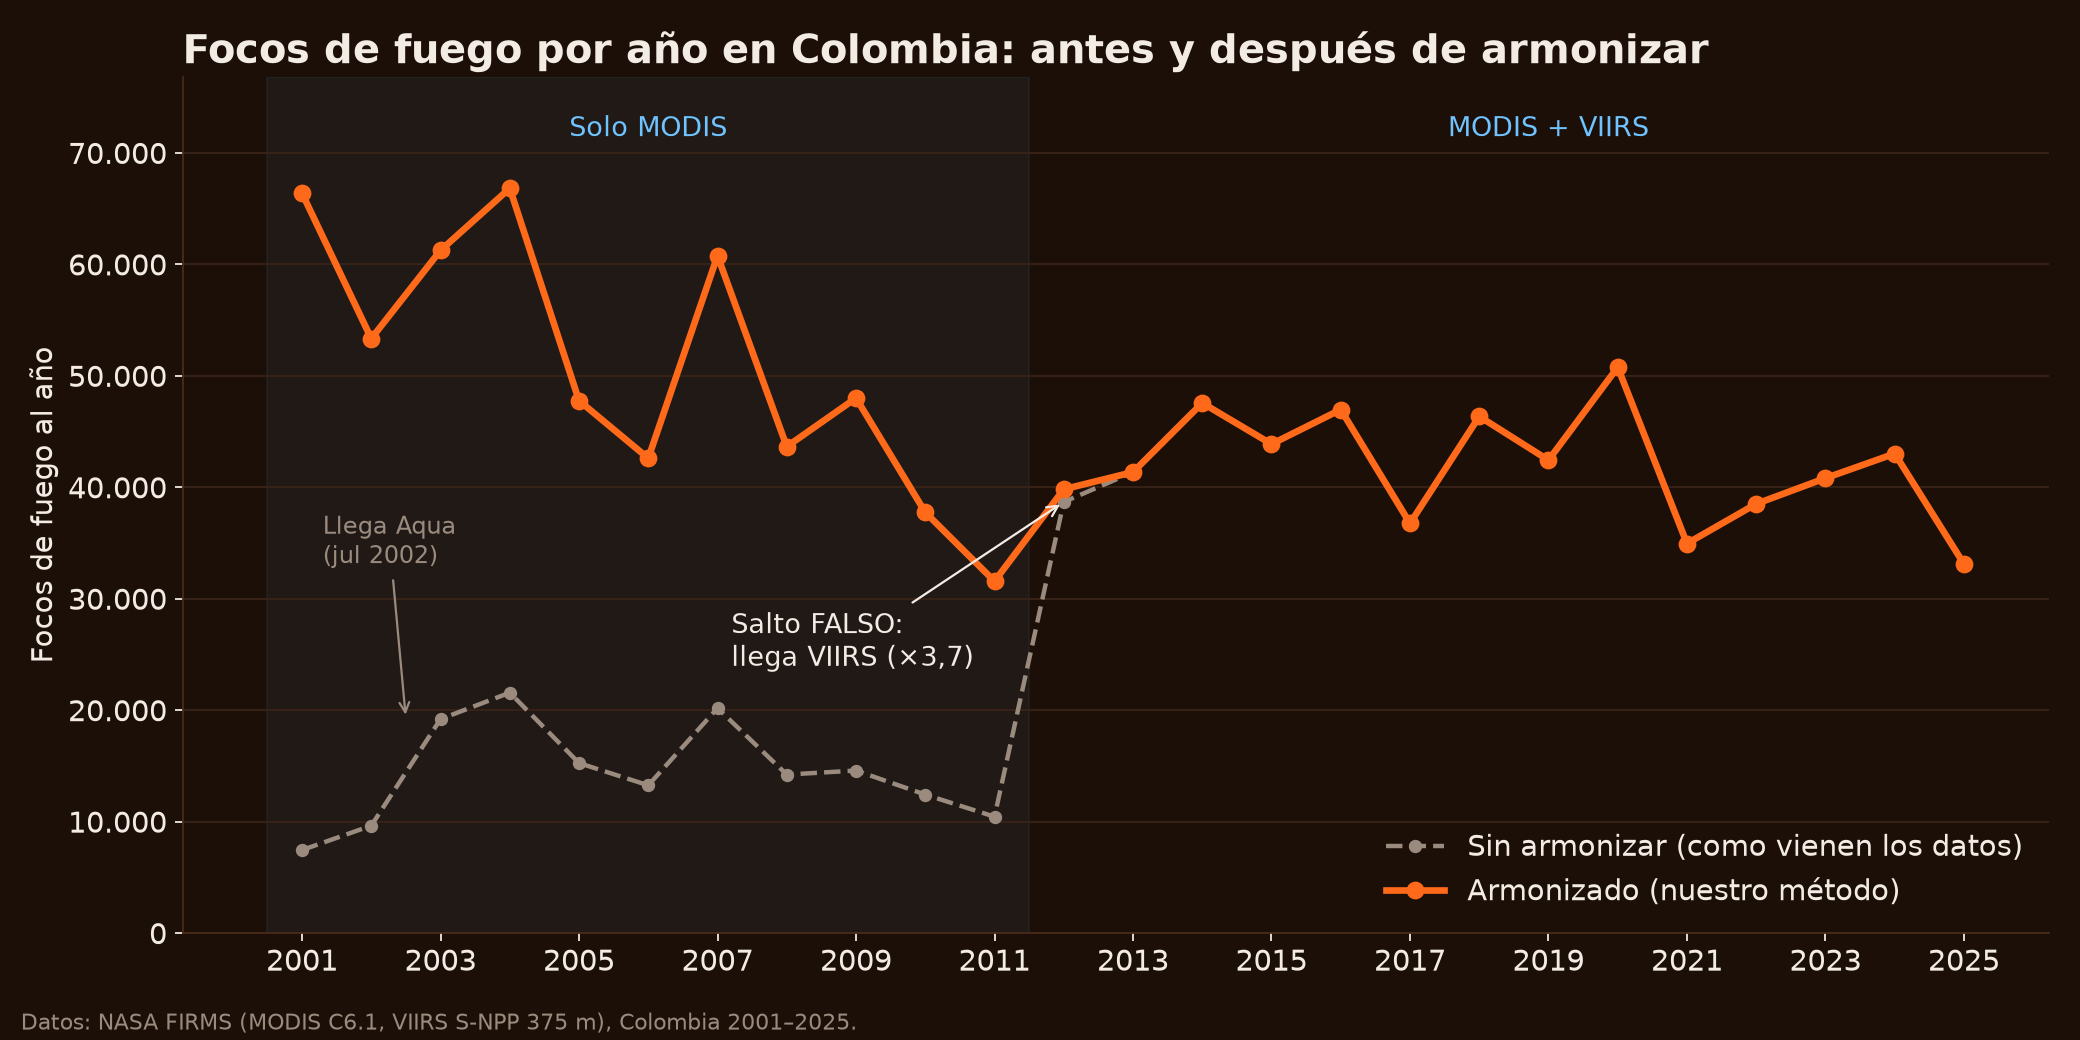 Focos de fuego por año en Colombia: antes y después de armonizar
Solo MODIS
MODIS + VIIRS
Focos de fuego al año
70.000
60.000
50.000
40.000
30.000
20.000
10.000
0
Llega Aqua
(jul 2002)
Salto FALSO:
llega VIIRS (×3,7)
Sin armonizar (como vienen los datos)
Armonizado (nuestro método)
2001 2003 2005 2007 2009 2011 2013 2015 2017 2019 2021 2023 2025
Datos: NASA FIRMS (MODIS C6.1, VIIRS S-NPP 375 m), Colombia 2001–2025.